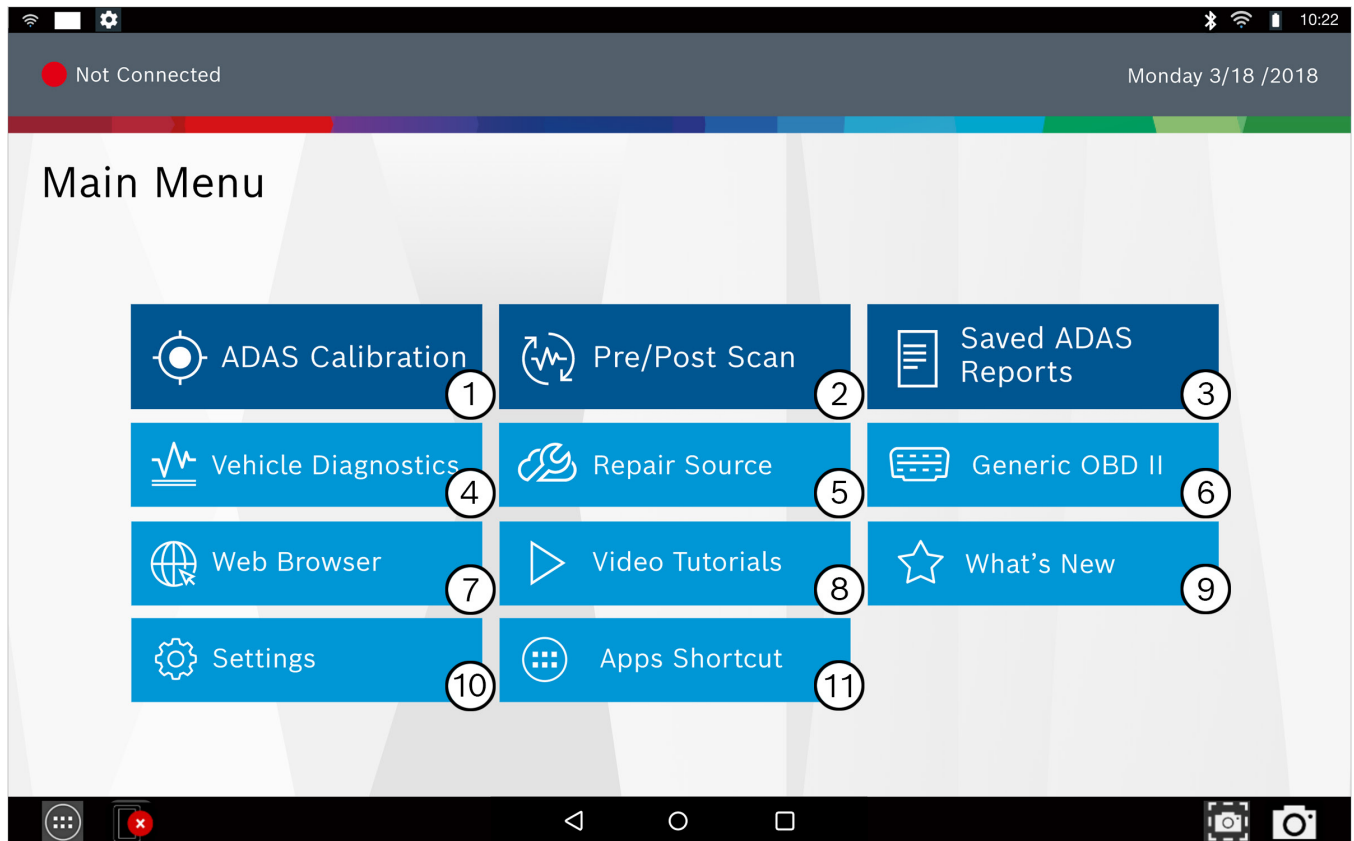 10:22
Not Connected
Monday 3/18 /2018
Main Menu
ADAS Calibration
1
Pre/Post Scan
2
Saved ADAS
Reports
3
Vehicle Diagnostics
4
Repair Source
5
Generic OBD II
6
Web Browser
7
Video Tutorials
8
What's New
9
Settings
10
Apps Shortcut
11